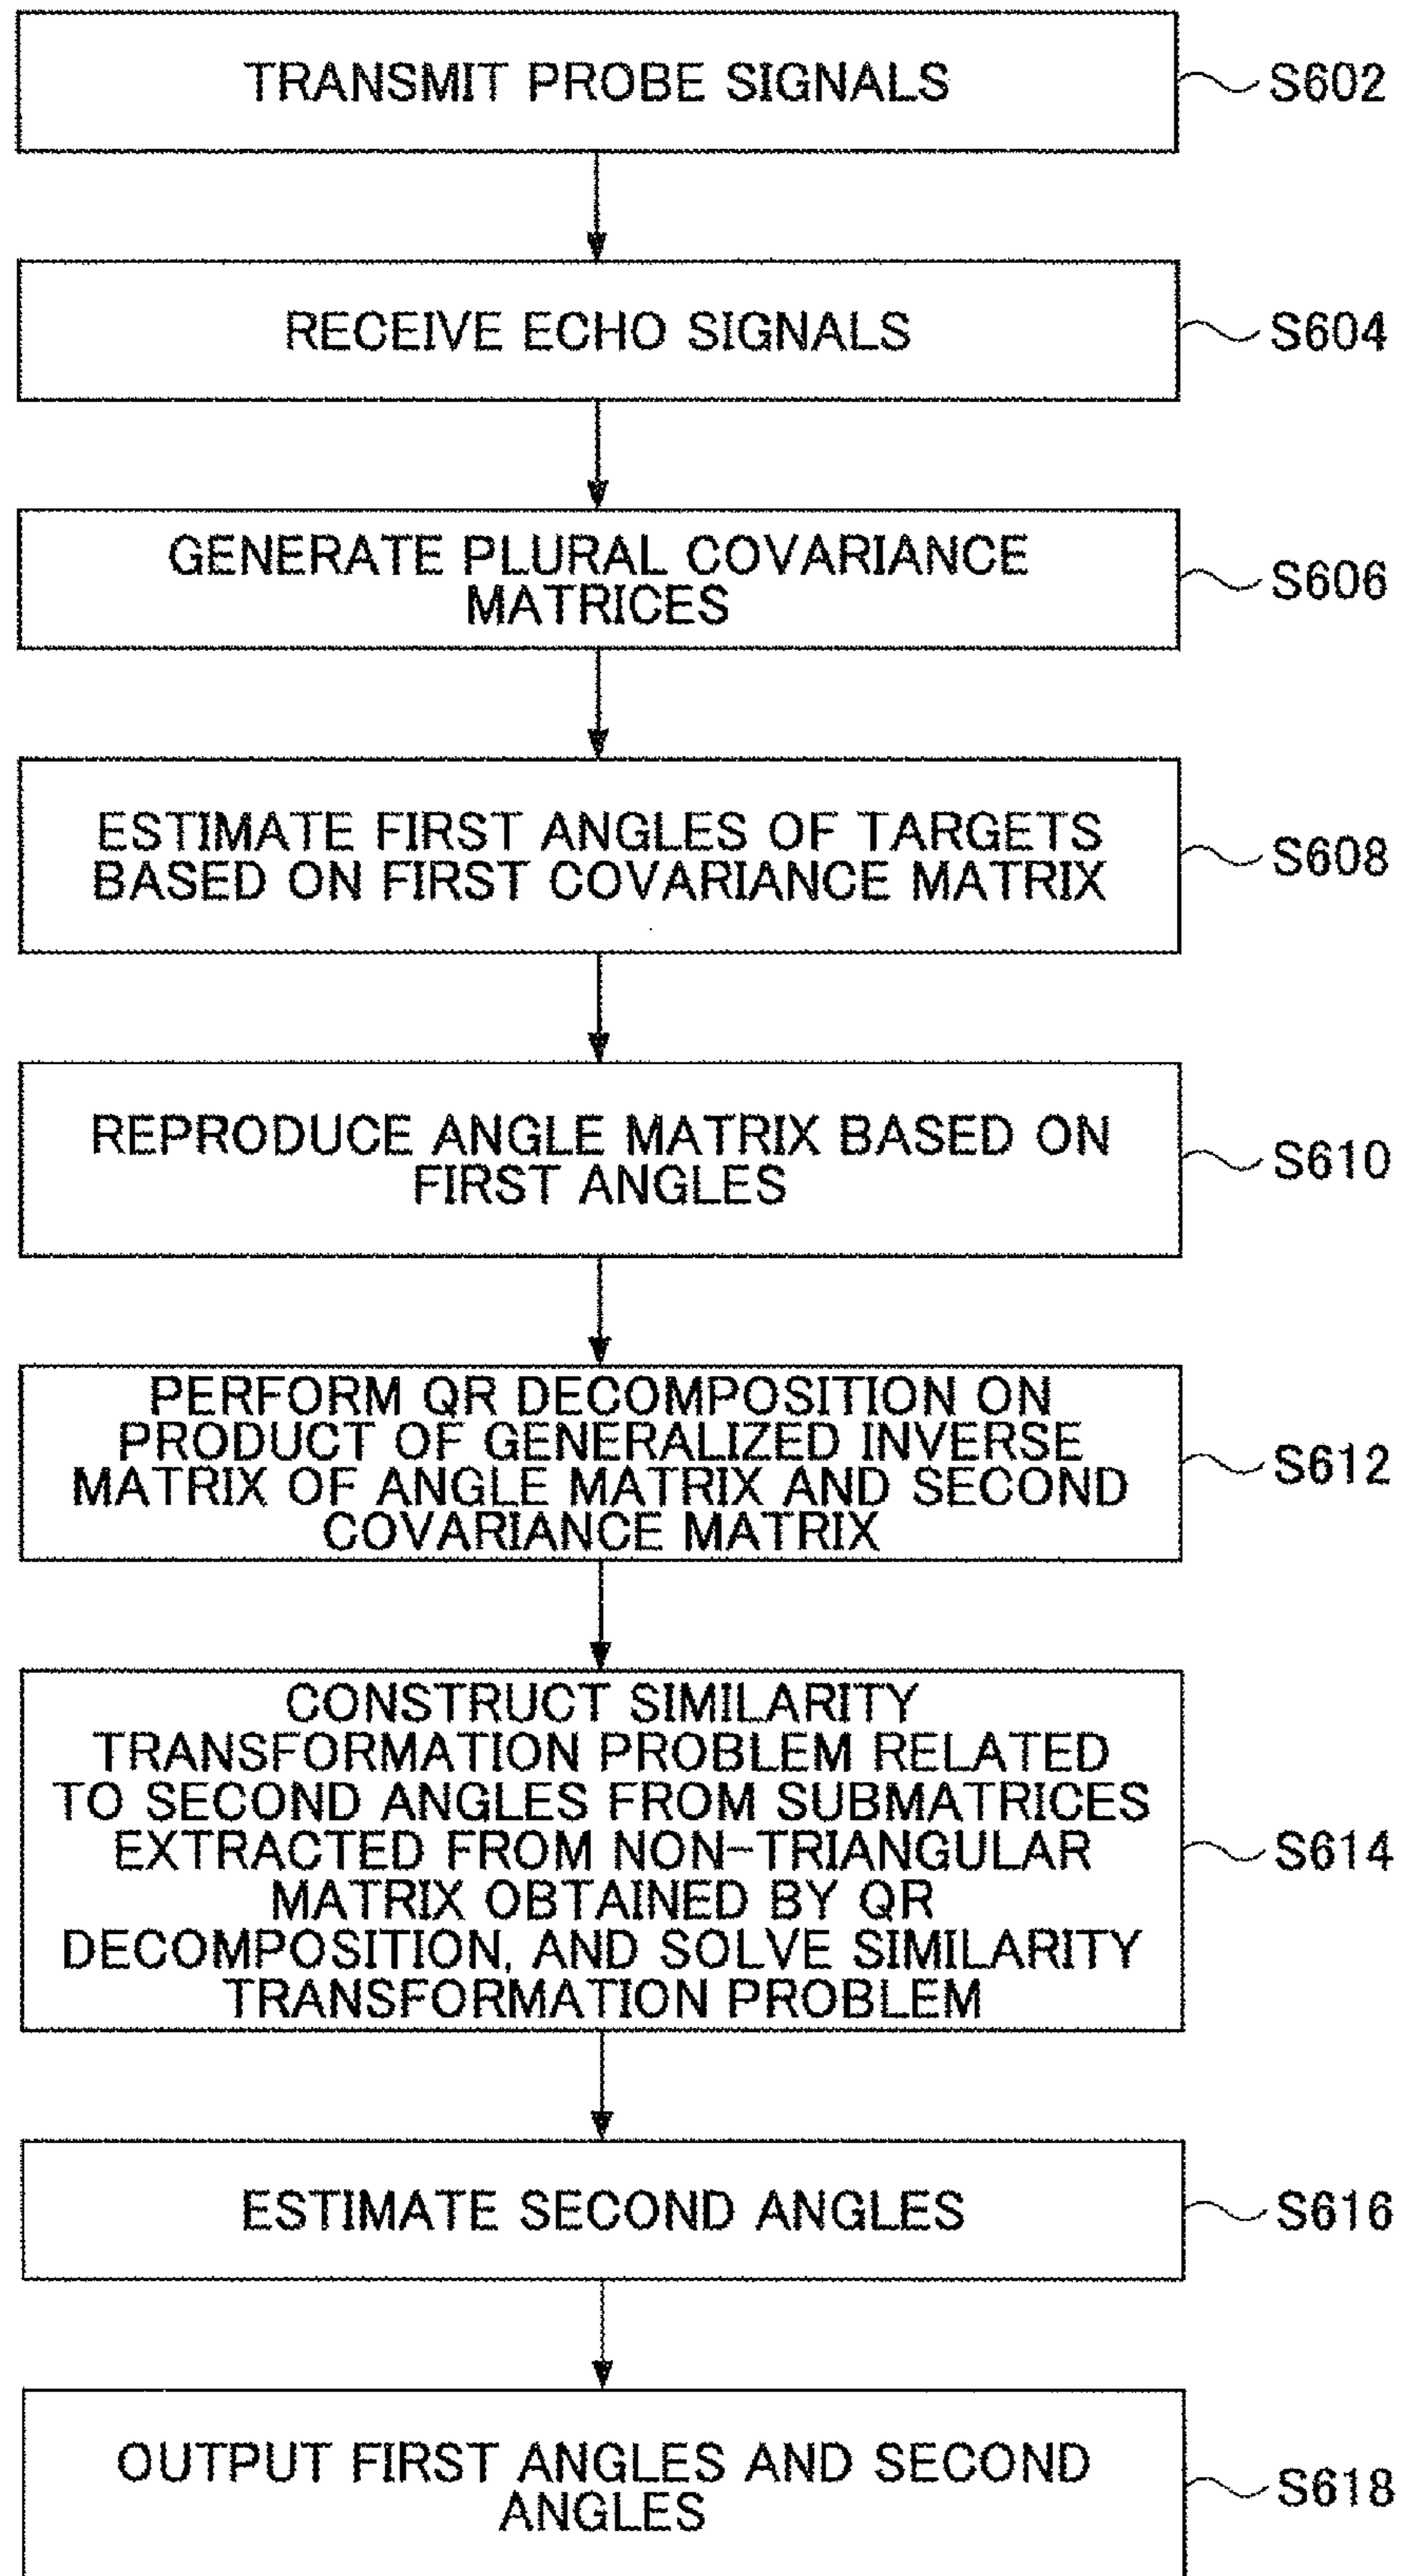 TRANSMIT PROBE SIGNALS
S602
RECEIVE ECHO SIGNALS
S604
GENERATE PLURAL COVARIANCE
MATRICES
S606
ESTIMATE FIRST ANGLES OF TARGETS
BASED ON FIRST COVARIANCE MATRIX
S608
REPRODUCE ANGLE MATRIX BASED ON
FIRST ANGLES
S610
PERFORM QR DECOMPOSITION ON
PRODUCT OF GENERALIZED INVERSE
MATRIX OF ANGLE MATRIX AND SECOND
COVARIANCE MATRIX
S612
CONSTRUCT SIMILARITY
TRANSFORMATION PROBLEM RELATED
TO SECOND ANGLES FROM SUBMATRICES
EXTRACTED FROM NON-TRIANGULAR
MATRIX OBTAINED BY QR
DECOMPOSITION, AND SOLVE SIMILARITY
TRANSFORMATION PROBLEM
S614
ESTIMATE SECOND ANGLES
S616
OUTPUT FIRST ANGLES AND SECOND
ANGLES
S618